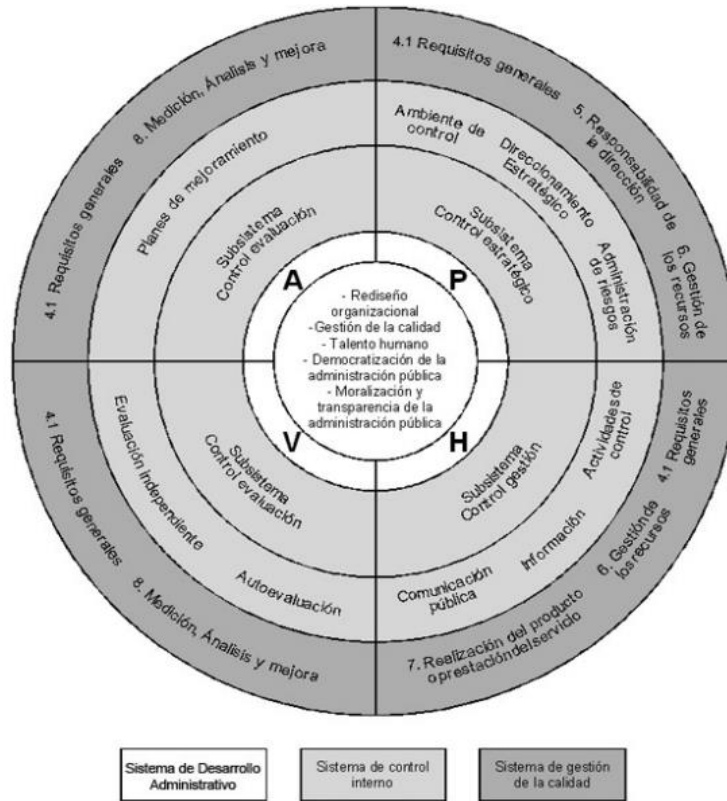 4.1 Requisitos generales
8. Medición, Ánalisis y mejora
4.1 Requisitos generales
5. Responsabilidad de
la dirección
6. Gestión de
los recursos
Planes de mejoramiento
Ambiente de
control
Direccionamiento
Estratégico
Administración
de riesgos
Subsistema
Control evaluación
Subsistema
Control estratégico
A
P
- Rediseño
organizacional
-Gestión de la calidad
- Talento humano
- Democratización de la
administración pública
- Moralización y
transparencia de la
administración pública
V
H
Subsistema
Control evaluación
Subsistema
Control gestión
Evaluación Independiente
Autoevaluación
Actividades de
control
Información
Comunicación
pública
4.1 Requisitos generales
8. Medición, Ánalisis y mejora
4.1 Requisitos
generales
6. Gestión de
los recursos
7. Realización del producto
o prestación del servicio
Sistema de Desarrollo
Administrativo
Sistema de control
interno
Sistema de gestión
de la calidad